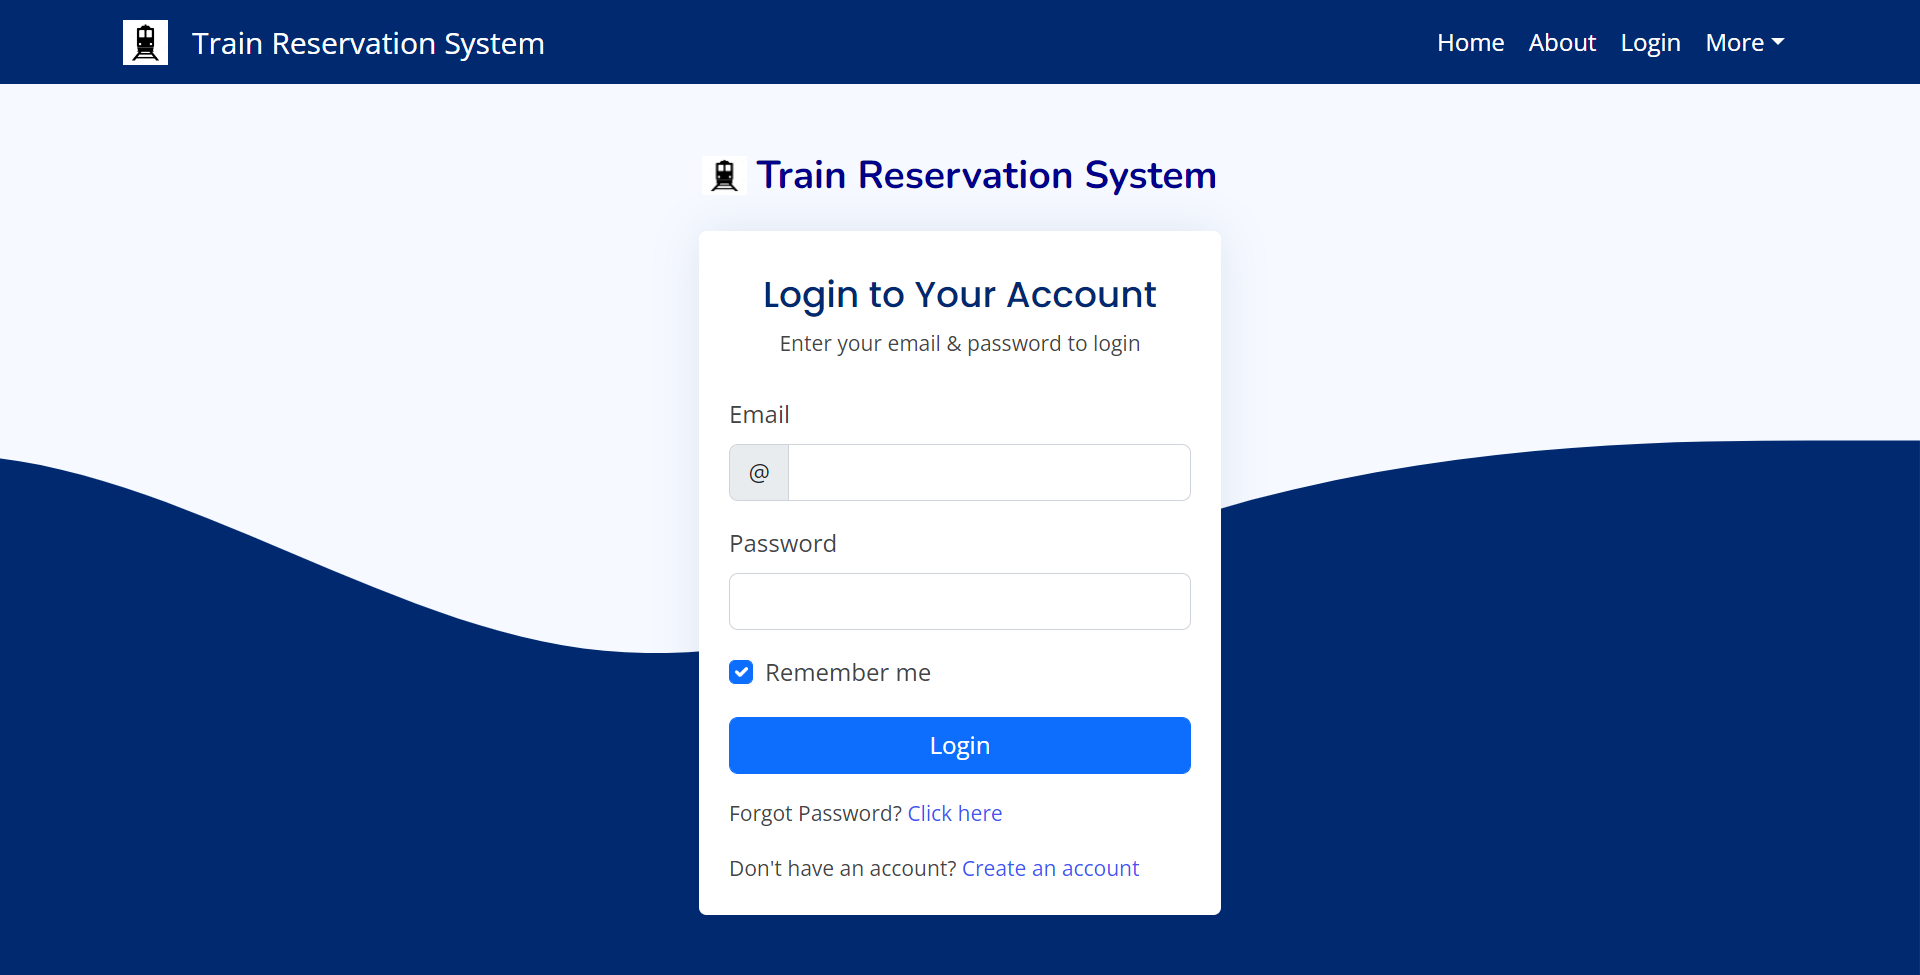 Train Reservation System
Home About Login More
Train Reservation System
Login to Your Account
Enter your email & password to login
Email
@
Password
Remember me
Login
Forgot Password? Click here
Don't have an account? Create an account